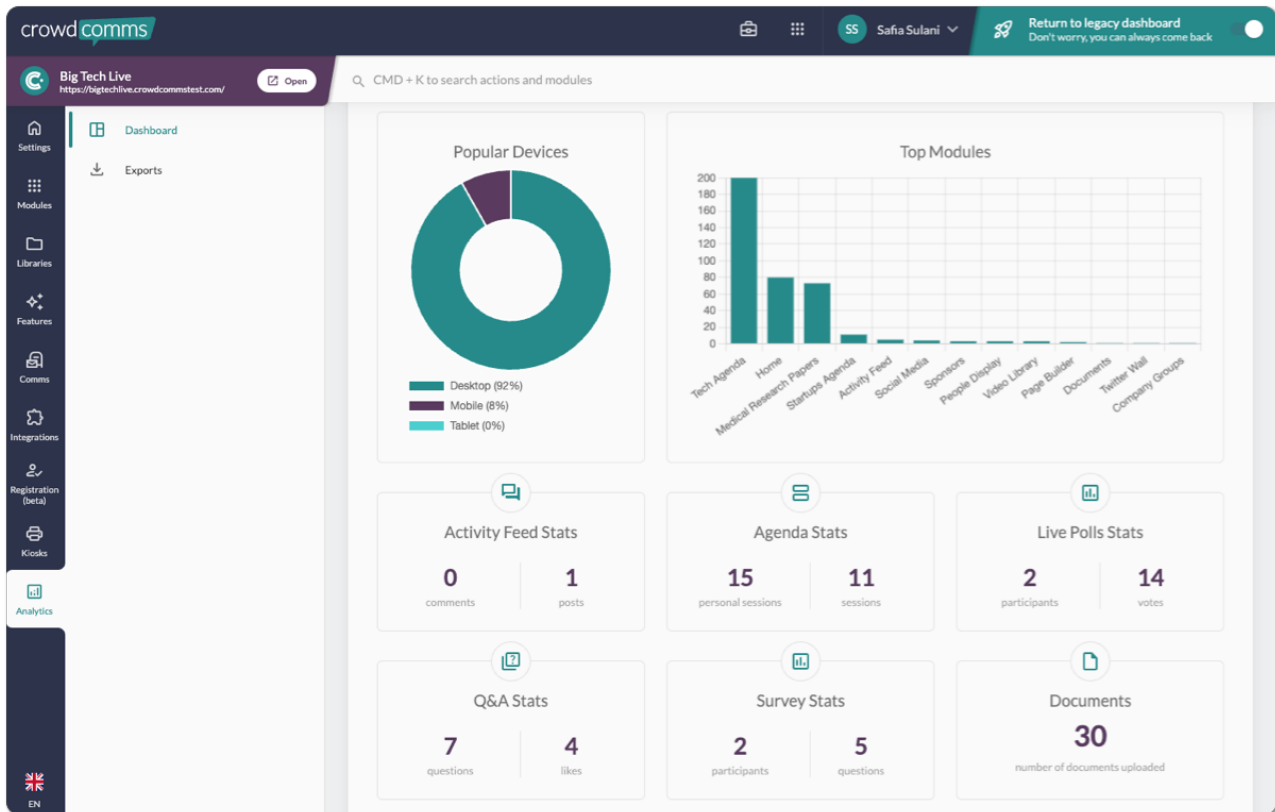 crowdcomms
SS
Safia Sulani
Return to legacy dashboard
Don't worry, you can always come back
Big Tech Live
https://bigtechlive.crowdcommstest.com/
Open
CMD + K to search actions and modules
Settings
Modules
Libraries
Features
Comms
Integrations
Registration
(beta)
Kiosks
Analytics
EN
Dashboard
Exports
Popular Devices
Desktop (92%)
Mobile (8%)
Tablet (0%)
Top Modules
200
180
160
140
120
100
80
60
40
20
0
Tech Agenda
Home
Medical Research Papers
Startups Agenda
Activity Feed
Social Media
Sponsors
People Display
Video Library
Page Builder
Documents
Twitter Wall
Company Groups
Activity Feed Stats
0 1
comments posts
Agenda Stats
15 11
personal sessions sessions
Live Polls Stats
2 14
participants votes
Q&A Stats
7 4
questions likes
Survey Stats
2 5
participants questions
Documents
30
number of documents uploaded